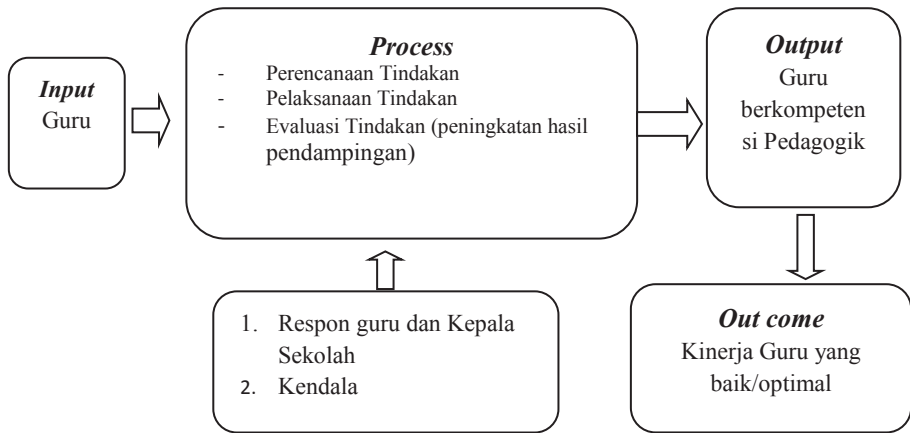 Input
Guru
Process
- Perencanaan Tindakan
- Pelaksanaan Tindakan
- Evaluasi Tindakan (peningkatan hasil
pendampingan)
Output
Guru
berkompeten
si Pedagogik
1. Respon guru dan Kepala
Sekolah
2. Kendala
Out come
Kinerja Guru yang
baik/optimal